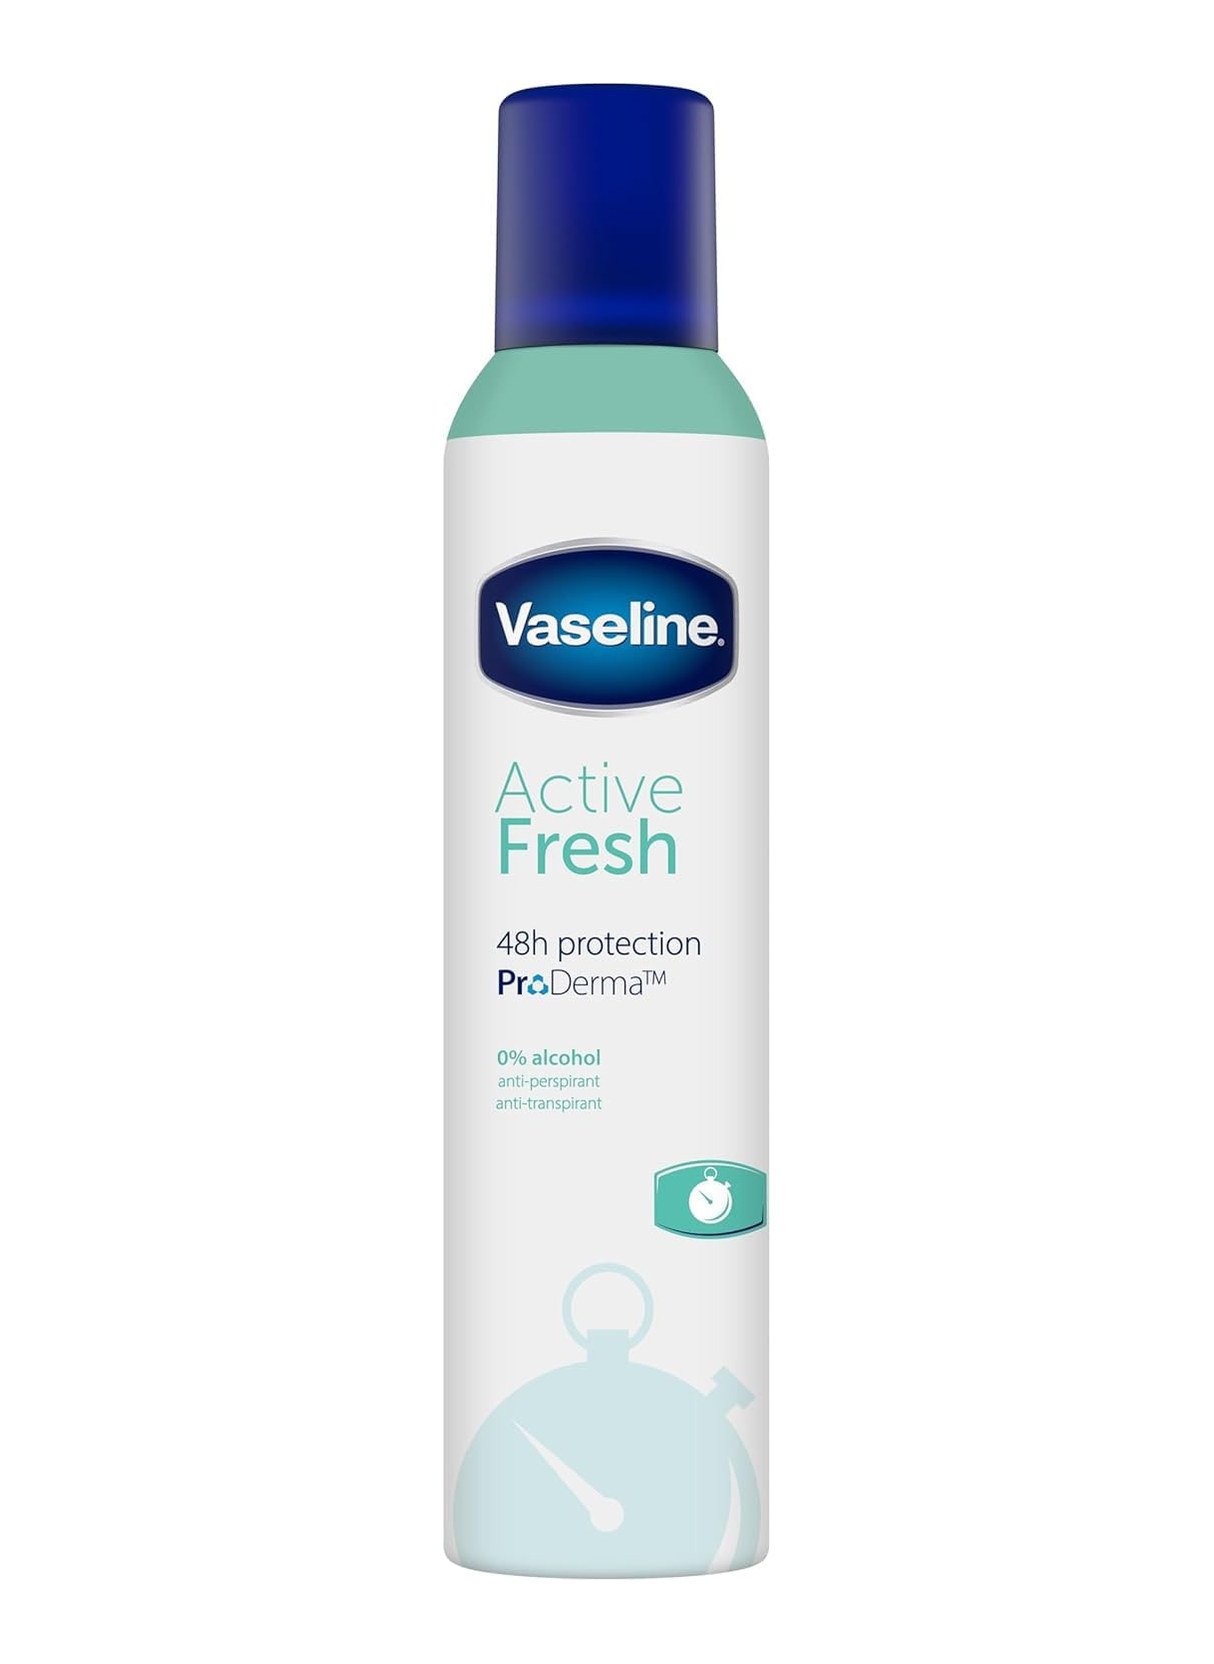 Vaseline.
Active
Fresh
48h protection
ProDerma™
0% alcohol
anti-perspirant
anti-transpirant